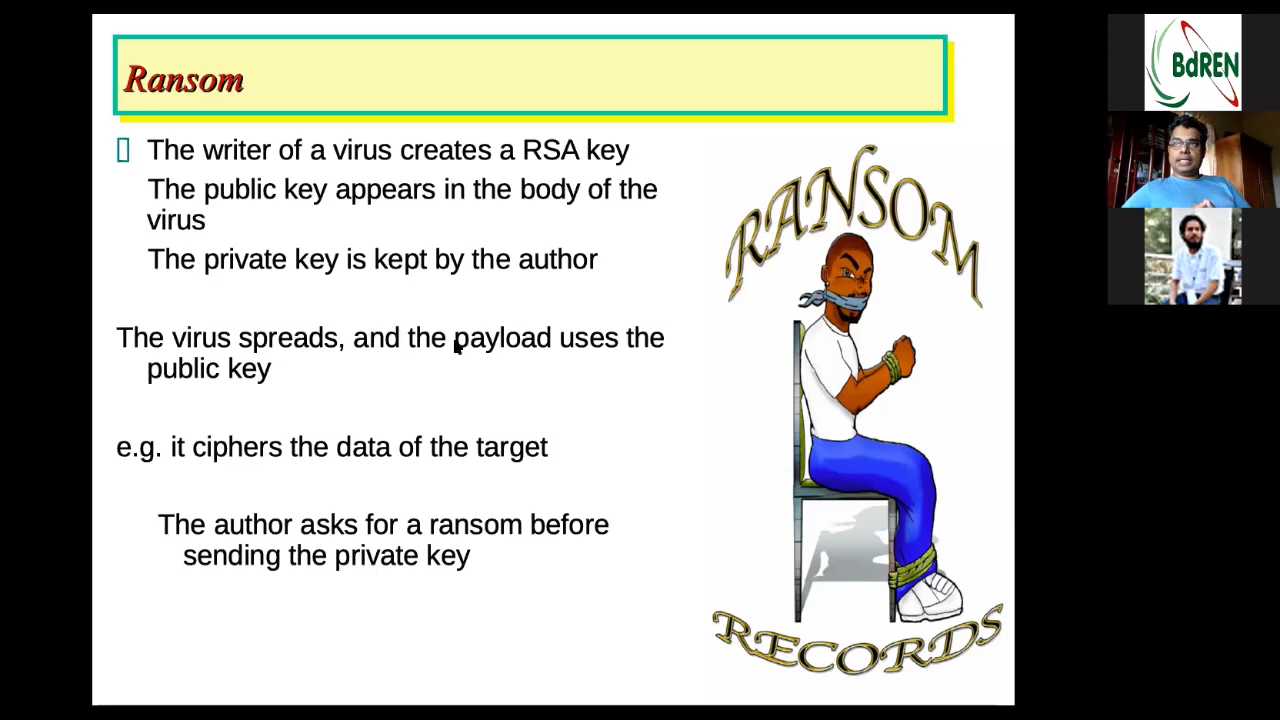 Ransom
The writer of a virus creates a RSA key
The public key appears in the body of the
virus
The private key is kept by the author
The virus spreads, and the payload uses the
public key
e.g. it ciphers the data of the target
The author asks for a ransom before
sending the private key
RANSOM
RECORDS
BdREN